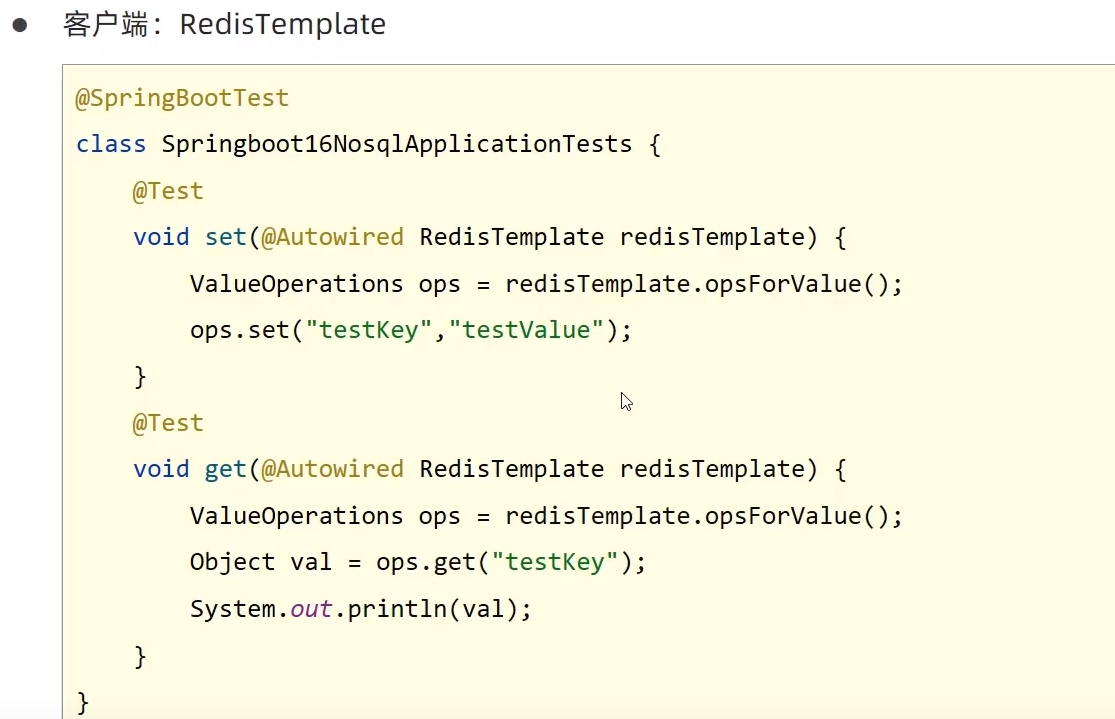 ● 客户端：RedisTemplate
@SpringBootTest
class Springboot16NosqlApplicationTests {
    @Test
    void set(@Autowired RedisTemplate redisTemplate) {
        ValueOperations ops = redisTemplate.opsForValue();
        ops.set("testKey","testValue");
    }
    @Test
    void get(@Autowired RedisTemplate redisTemplate) {
        ValueOperations ops = redisTemplate.opsForValue();
        Object val = ops.get("testKey");
        System.out.println(val);
    }
}